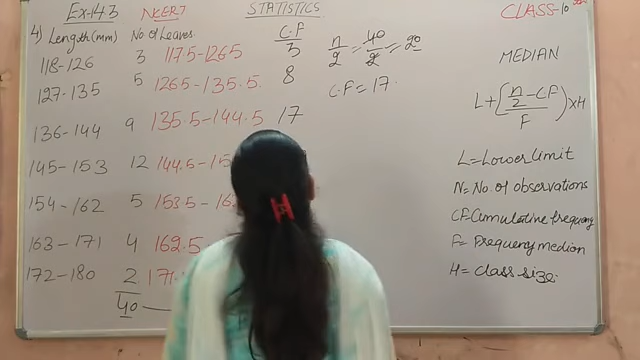 Ex-14.3 NCERT STATISTICS CLASS-10
4) Length (mm) No of Leaves C.F
118-126 3 117.5-126.5 3
127-135 5 126.5-135.5. 8
136-144 9 135.5-144.5 17
145-153 12 144.5-
154-162 5 153.5-
163-171 4 162.5
172-180 2
40
n/2 = 40/2 = 20
C.F = 17.
MEDIAN
L+(n/2-CF/F)×H
L=Lower limit
N=No. of observations
CF=Cumulative frequency
F= Frequency median
H= Class size.